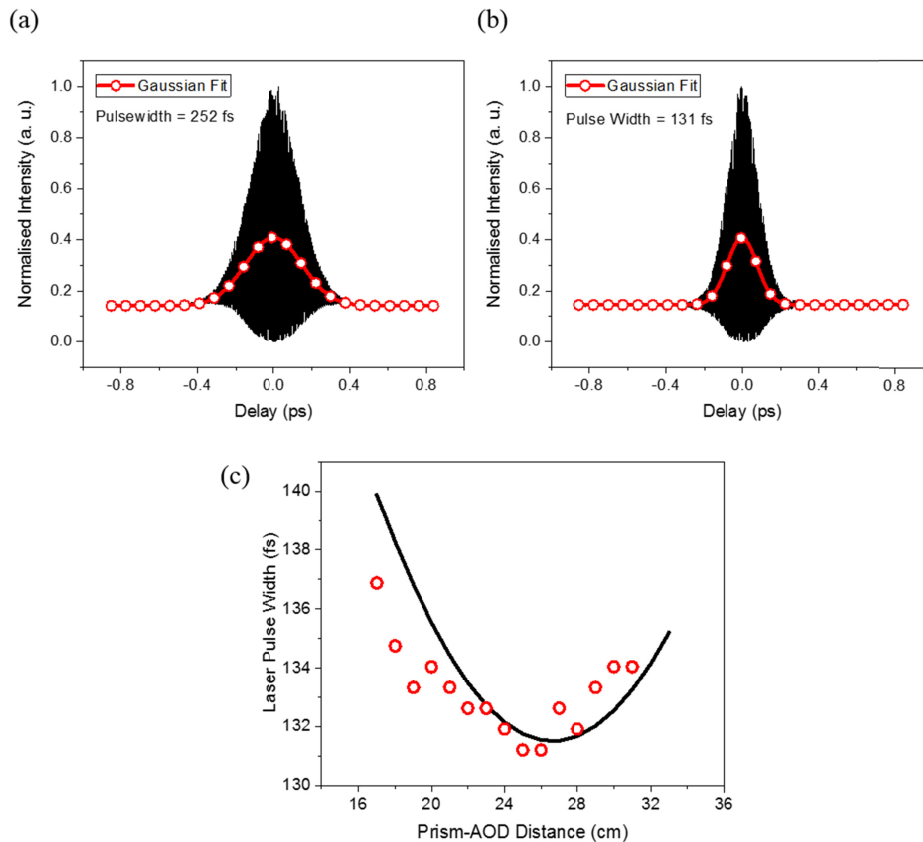 (a)
(b)
Gaussian Fit
Pulsewidth = 252 fs
Normalised Intensity (a. u.)
1.0
0.8
0.6
0.4
0.2
0.0
-0.8
-0.4
0.0
0.4
0.8
Delay (ps)
Gaussian Fit
Pulse Width = 131 fs
Normalised Intensity (a. u.)
1.0
0.8
0.6
0.4
0.2
0.0
-0.8
-0.4
0.0
0.4
0.8
Delay (ps)
(c)
Laser Pulse Width (fs)
140
138
136
134
132
130
16
20
24
28
32
36
Prism-AOD Distance (cm)